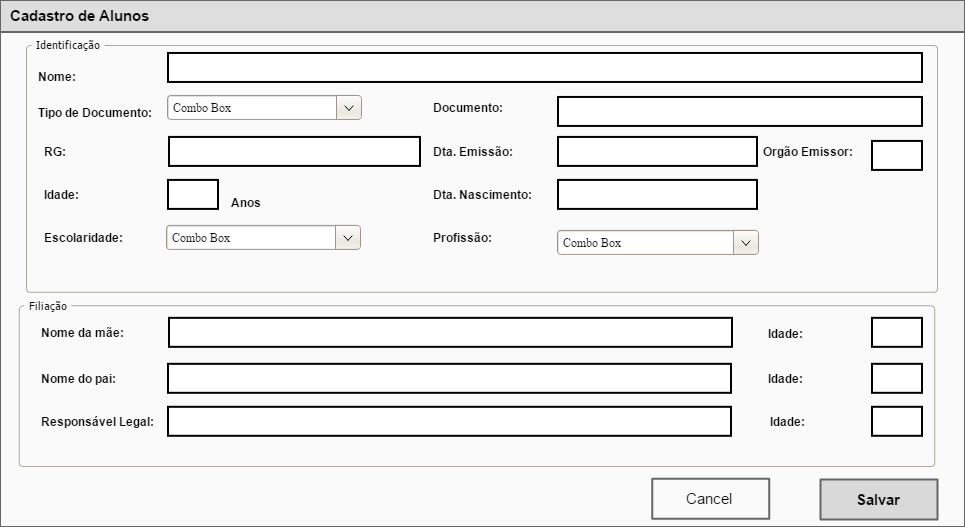 Cadastro de Alunos
Identificação
Nome:
Tipo de Documento: Combo Box Documento:
RG: Dta. Emissão: Orgão Emissor:
Idade: Anos Dta. Nascimento:
Escolaridade: Combo Box Profissão: Combo Box
Filiação
Nome da mãe: Idade:
Nome do pai: Idade:
Responsável Legal: Idade:
Cancel Salvar